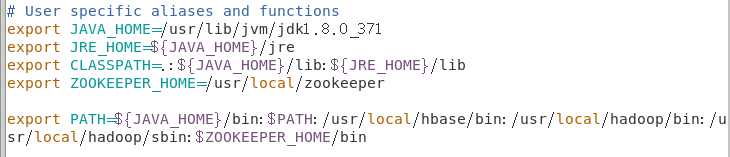 # User specific aliases and functions
export JAVA_HOME=/usr/lib/jvm/jdk1.8.0_371
export JRE_HOME=${JAVA_HOME}/jre
export CLASSPATH=.:${JAVA_HOME}/lib:${JRE_HOME}/lib
export ZOOKEEPER_HOME=/usr/local/zookeeper
export PATH=${JAVA_HOME}/bin:$PATH:/usr/local/hbase/bin:/usr/local/hadoop/bin:/u
sr/local/hadoop/sbin:$ZOOKEEPER_HOME/bin